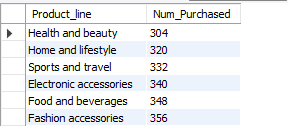 Product_line Num_Purchased
Health and beauty 304
Home and lifestyle 320
Sports and travel 332
Electronic accessories 340
Food and beverages 348
Fashion accessories 356